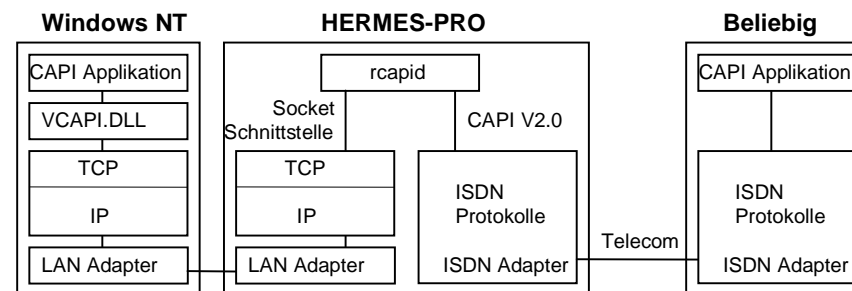 Windows NT
HERMES-PRO
Beliebig
CAPI Applikation
VCAPI.DLL
TCP
IP
LAN Adapter
rcapid
Socket
Schnittstelle
CAPI V2.0
TCP
IP
LAN Adapter
ISDN
Protokolle
ISDN Adapter
Telecom
CAPI Applikation
ISDN
Protokolle
ISDN Adapter